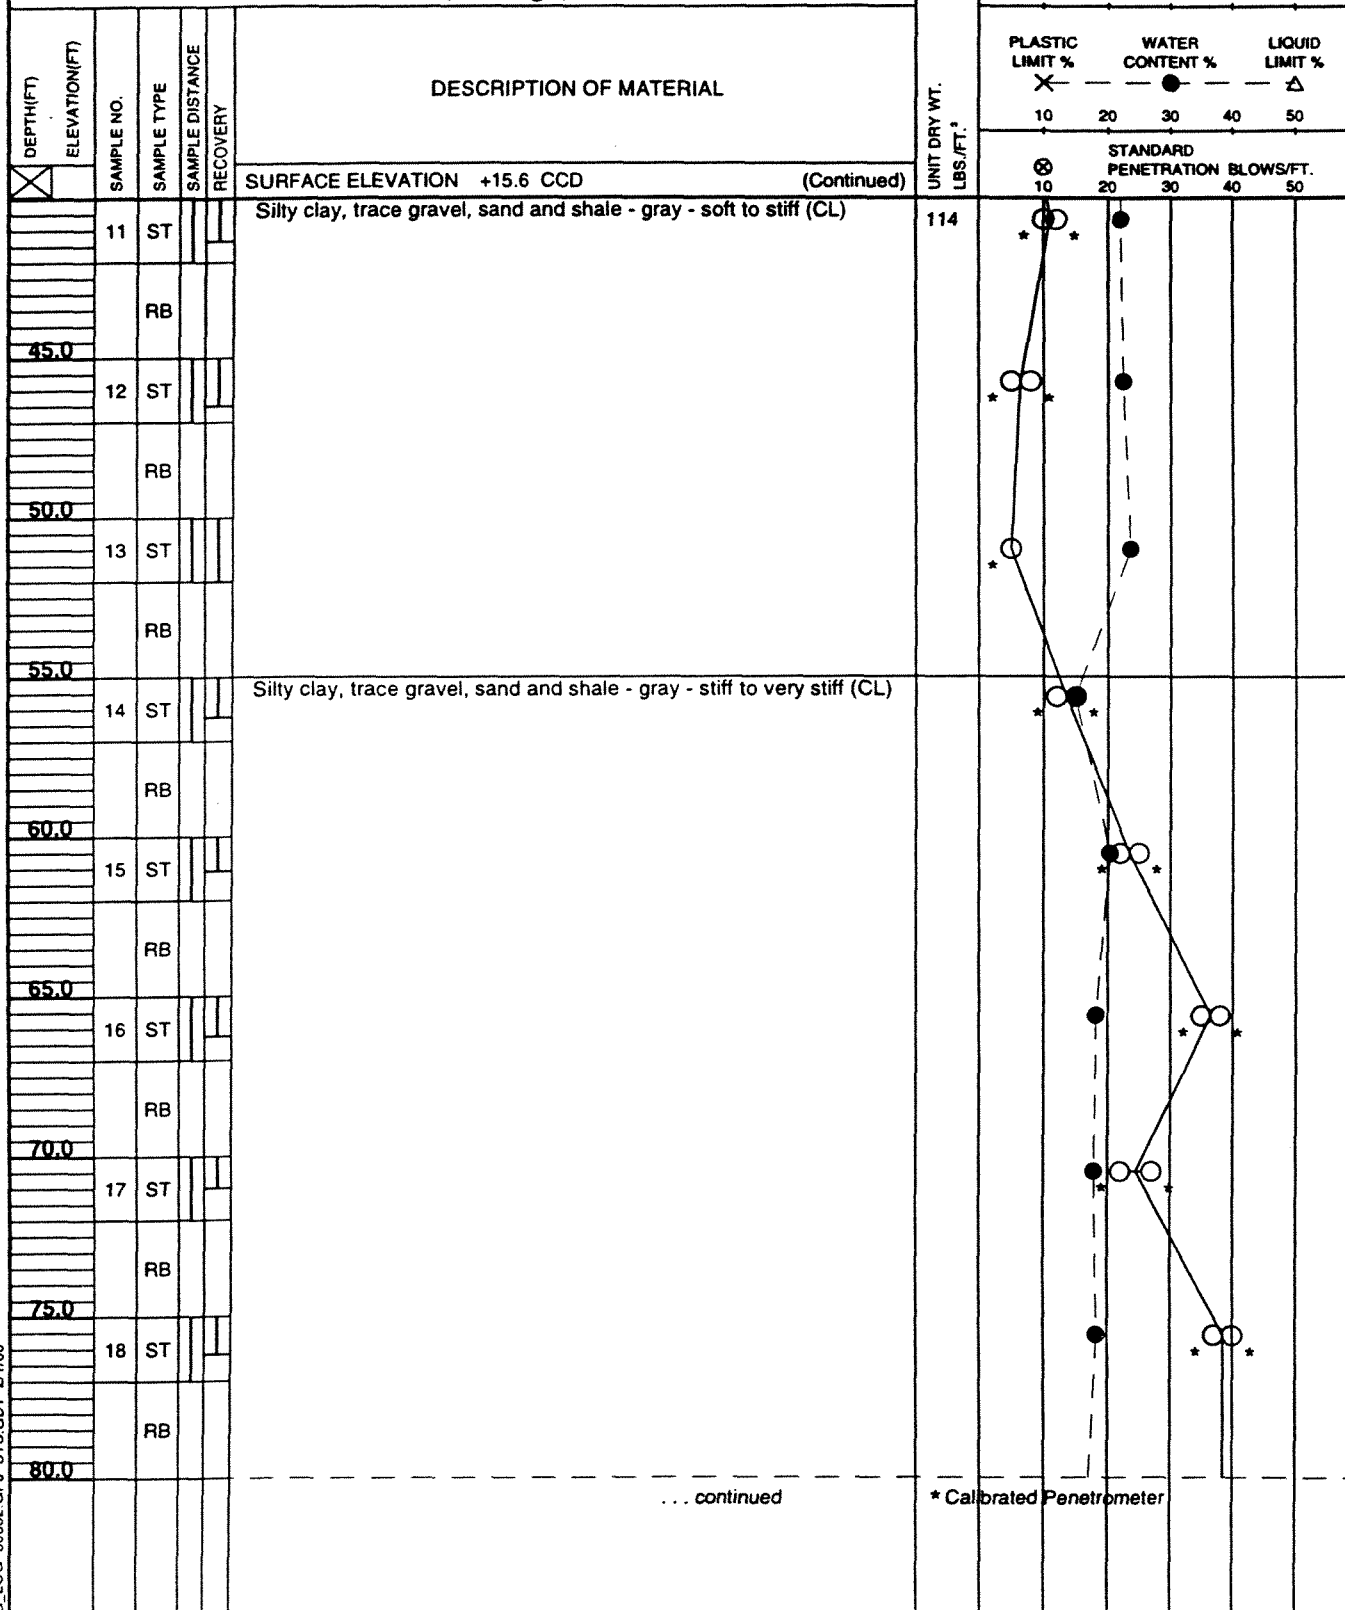 DEPTH(FT)
ELEVATION(FT)
SAMPLE NO.
SAMPLE TYPE
SAMPLE DISTANCE
RECOVERY
DESCRIPTION OF MATERIAL
SURFACE ELEVATION +15.6 CCD (Continued)
UNIT DRY WT.
LBS./FT.³
PLASTIC WATER LIQUID
LIMIT % CONTENT % LIMIT %
10 20 30 40 50
STANDARD
PENETRATION BLOWS/FT.
10 20 30 40 50
Silty clay, trace gravel, sand and shale - gray - soft to stiff (CL)
114
11 ST
* *
RB
45.0
12 ST
* *
RB
50.0
13 ST
*
RB
55.0
Silty clay, trace gravel, sand and shale - gray - stiff to very stiff (CL)
14 ST
* *
RB
60.0
15 ST
* *
RB
65.0
16 ST
* *
RB
70.0
17 ST
* *
RB
75.0
18 ST
* *
RB
80.0
... continued
* Calibrated Penetrometer